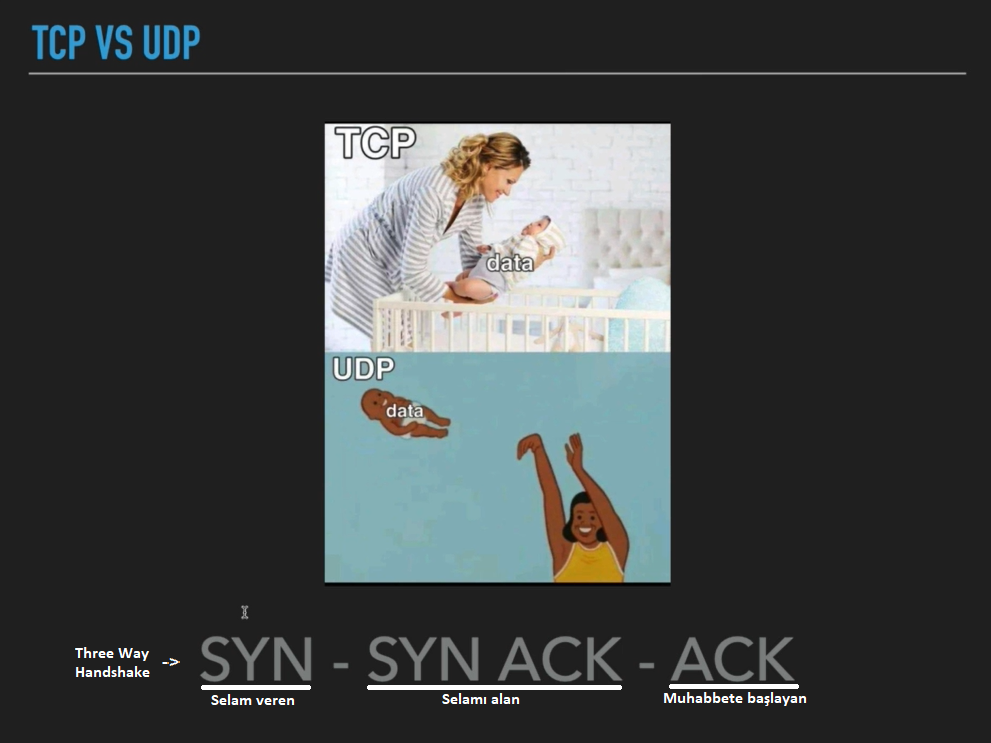 TCP VS UDP
TCP
data
UDP
data
Three Way
Handshake
->
SYN - SYN ACK - ACK
Selam veren
Selamı alan
Muhabbete başlayan